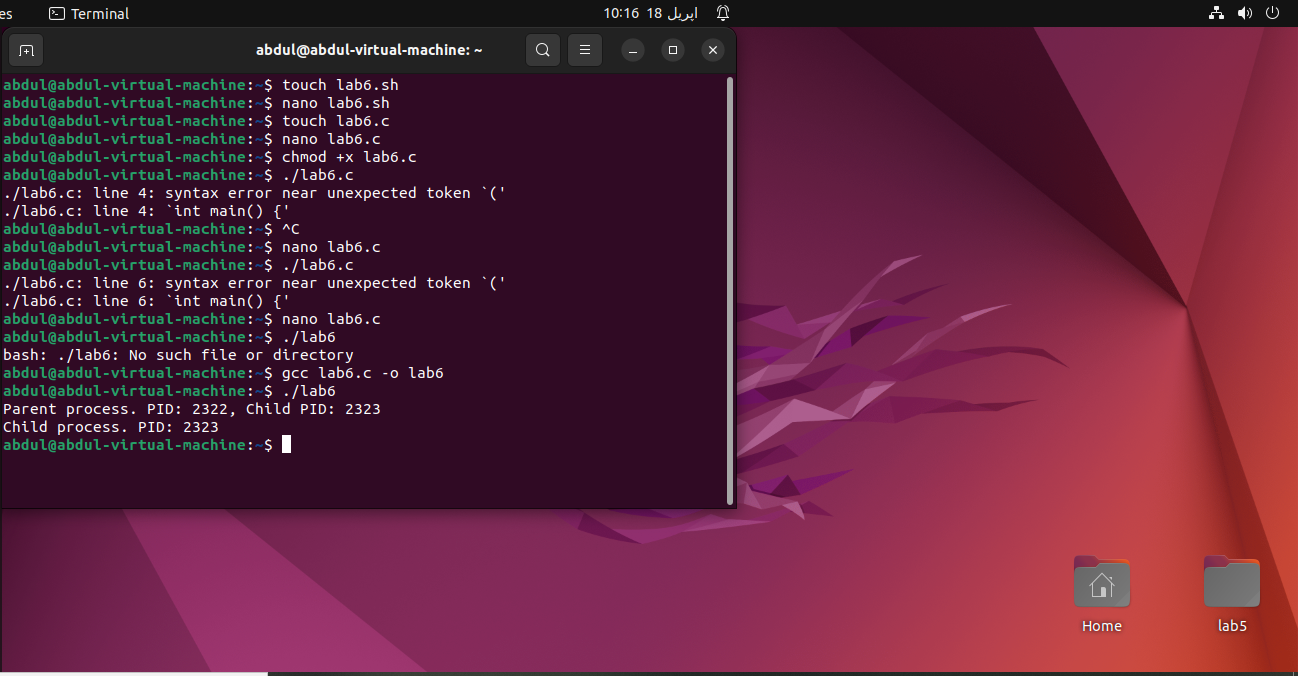 es
Terminal
10:16 18 اپریل
abdul@abdul-virtual-machine: ~
abdul@abdul-virtual-machine:~$ touch lab6.sh
abdul@abdul-virtual-machine:~$ nano lab6.sh
abdul@abdul-virtual-machine:~$ touch lab6.c
abdul@abdul-virtual-machine:~$ nano lab6.c
abdul@abdul-virtual-machine:~$ chmod +x lab6.c
abdul@abdul-virtual-machine:~$ ./lab6.c
./lab6.c: line 4: syntax error near unexpected token `('
./lab6.c: line 4: `int main() {'
abdul@abdul-virtual-machine:~$ ^C
abdul@abdul-virtual-machine:~$ nano lab6.c
abdul@abdul-virtual-machine:~$ ./lab6.c
./lab6.c: line 6: syntax error near unexpected token `('
./lab6.c: line 6: `int main() {'
abdul@abdul-virtual-machine:~$ nano lab6.c
abdul@abdul-virtual-machine:~$ ./lab6
bash: ./lab6: No such file or directory
abdul@abdul-virtual-machine:~$ gcc lab6.c -o lab6
abdul@abdul-virtual-machine:~$ ./lab6
Parent process. PID: 2322, Child PID: 2323
Child process. PID: 2323
abdul@abdul-virtual-machine:~$
Home
lab5